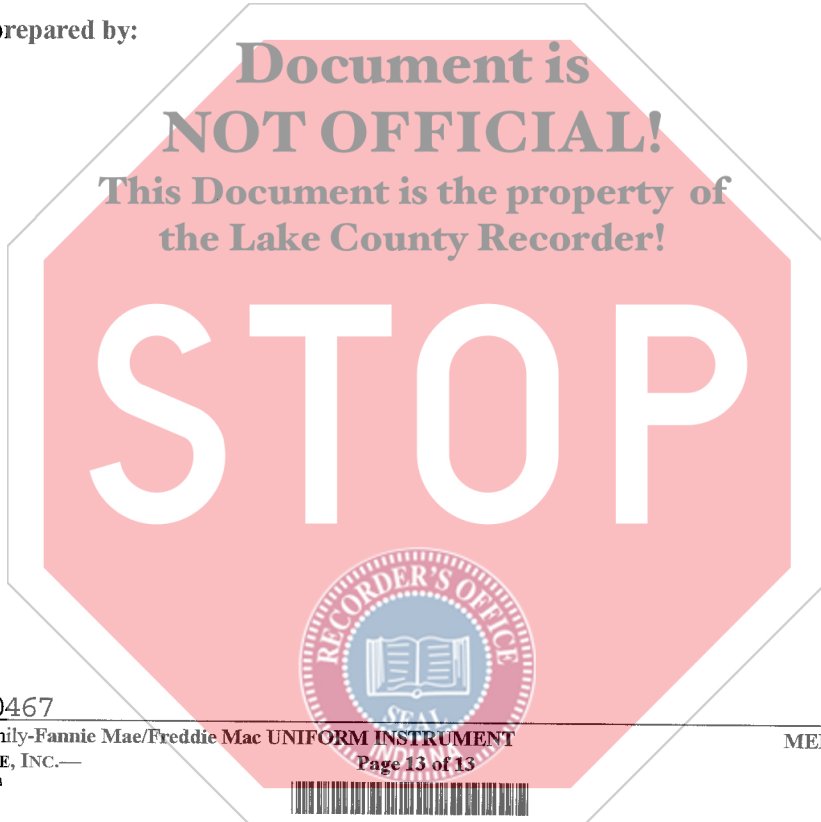 prepared by:
Document is
NOT OFFICIAL!
This Document is the property of
the Lake County Recorder!
STOP
RECORDER'S OFFICE
SEAL
INDIANA
0467
nily-Fannie Mae/Freddie Mac UNIFORM INSTRUMENT
E, INC.—
Page 13 of 13